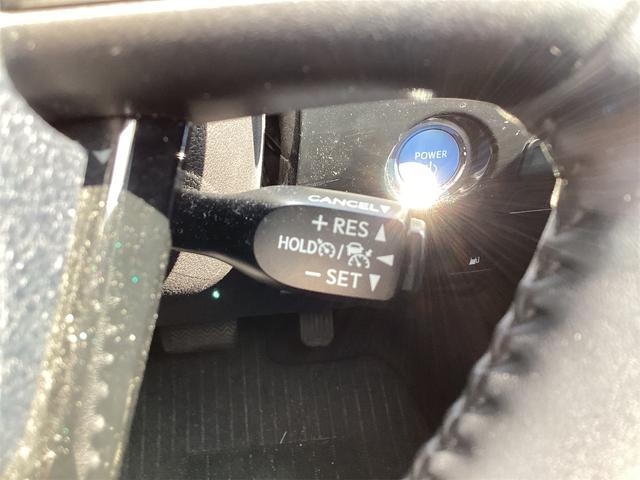 POWER
CANCEL▼
+ RES ▲
HOLD / ◀
− SET ▼